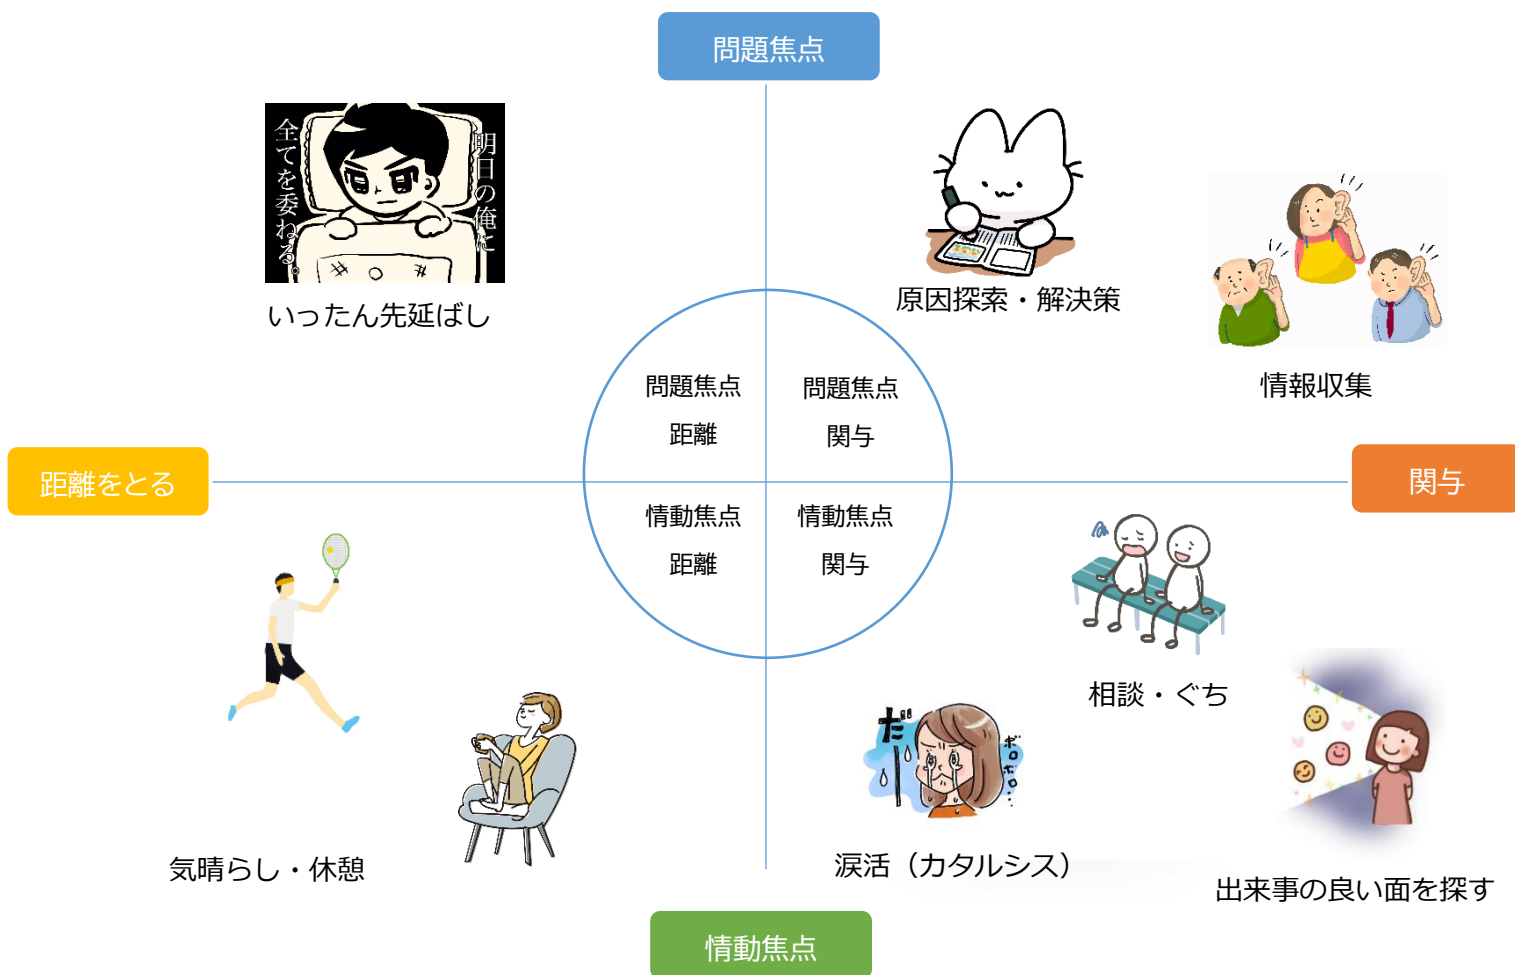 問題焦点
明日の俺に
全てを委ねる。
いったん先延ばし
原因探索・解決策
情報収集
問題焦点
距離
問題焦点
関与
距離をとる
関与
情動焦点
距離
情動焦点
関与
相談・ぐち
気晴らし・休憩
だー
ボロボロ…
涙活（カタルシス）
出来事の良い面を探す
情動焦点